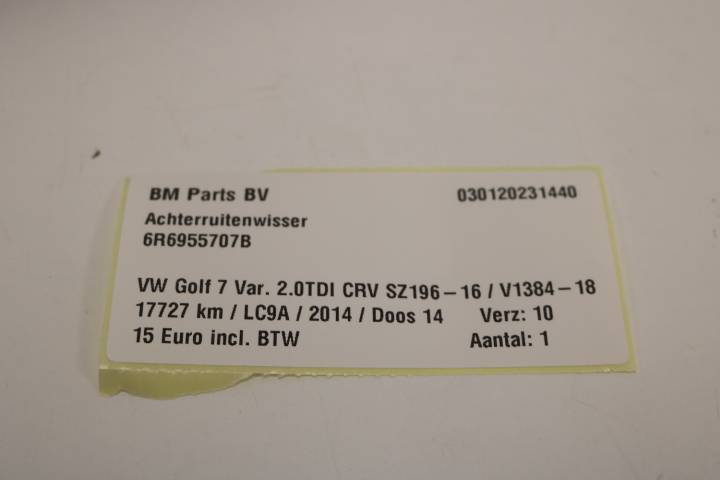 BM Parts BV 030120231440
Achterruitenwisser
6R6955707B
VW Golf 7 Var. 2.0TDI CRV SZ196-16 / V1384-18
17727 km / LC9A / 2014 / Doos 14 Verz: 10
15 Euro incl. BTW Aantal: 1